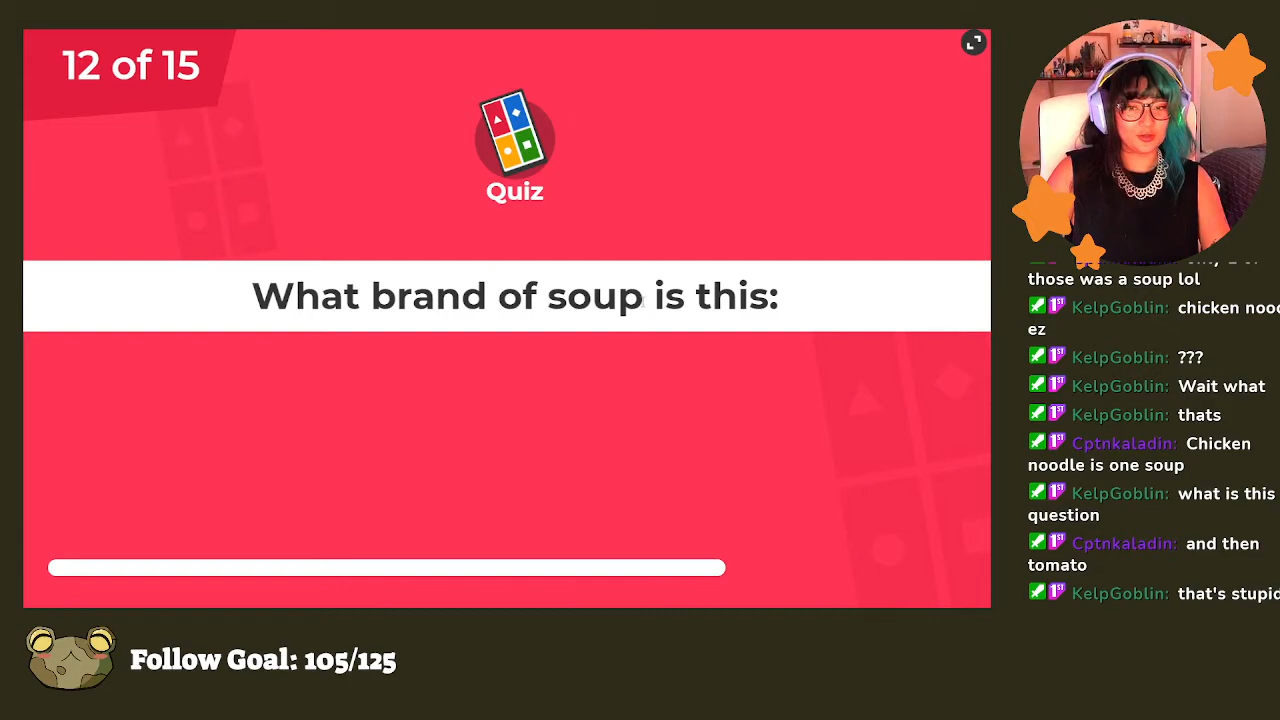 12 of 15
Quiz
What brand of soup is this:
those was a soup lol
KelpGoblin: chicken nooc
ez
KelpGoblin: ???
KelpGoblin: Wait what
KelpGoblin: thats
Cptnkaladin: Chicken
noodle is one soup
KelpGoblin: what is this
question
Cptnkaladin: and then
tomato
KelpGoblin: that's stupid
Follow Goal: 105/125